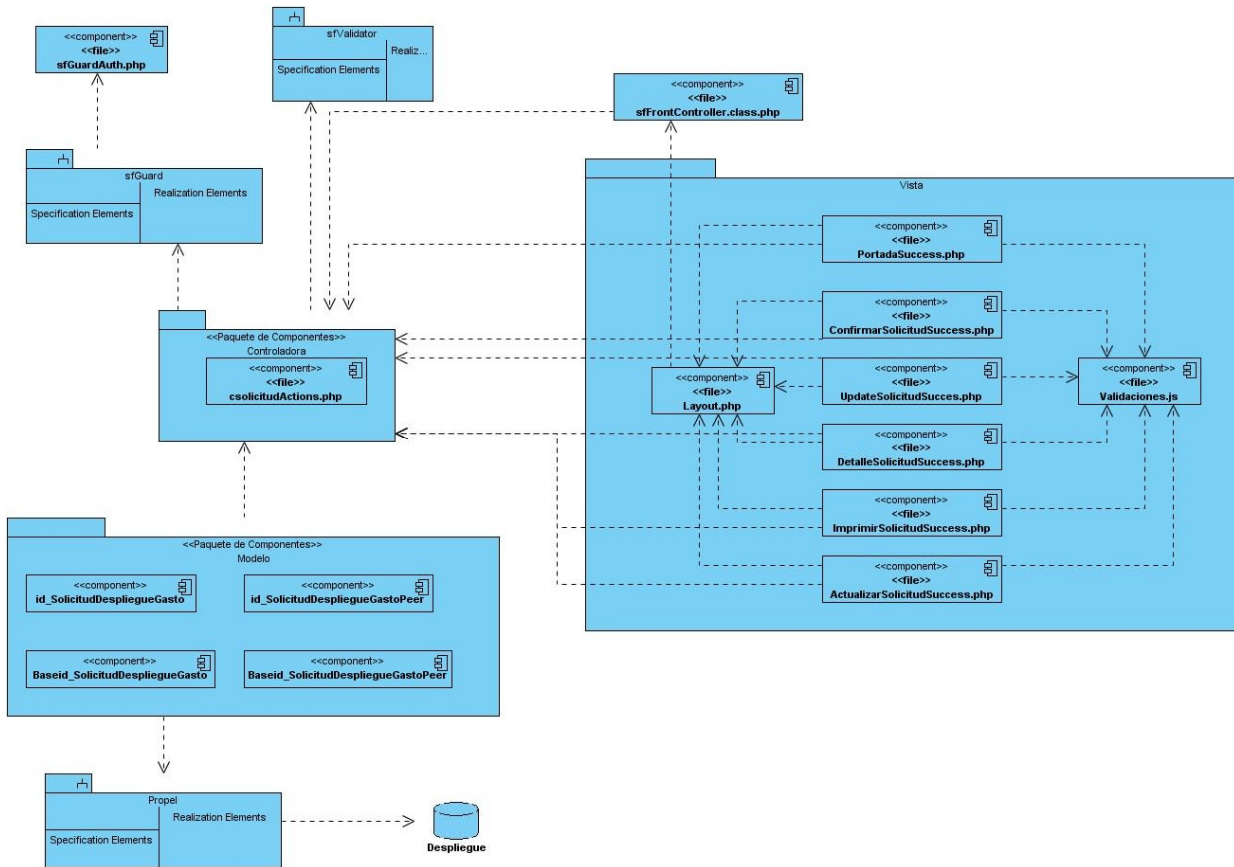 <<component>>
<<file>>
sfGuardAuth.php
sfValidator
Realiz...
Specification Elements
<<component>>
<<file>>
sfFrontController.class.php
sfGuard
Realization Elements
Specification Elements
Vista
<<component>>
<<file>>
PortadaSuccess.php
<<component>>
<<file>>
ConfirmarSolicitudSuccess.php
<<Paquete de Componentes>>
Controladora
<<component>>
<<file>>
csolicitudActions.php
<<component>>
<<file>>
Layout.php
<<component>>
<<file>>
UpdateSolicitudSucces.php
<<component>>
<<file>>
Validaciones.js
<<component>>
<<file>>
DetalleSolicitudSuccess.php
<<component>>
<<file>>
ImprimirSolicitudSuccess.php
<<component>>
<<file>>
ActualizarSolicitudSuccess.php
<<Paquete de Componentes>>
Modelo
<<component>>
id_SolicitudDespliegueGasto
<<component>>
id_SolicitudDespliegueGastoPeer
<<component>>
Baseid_SolicitudDespliegueGasto
<<component>>
Baseid_SolicitudDespliegueGastoPeer
Propel
Realization Elements
Specification Elements
Despliegue